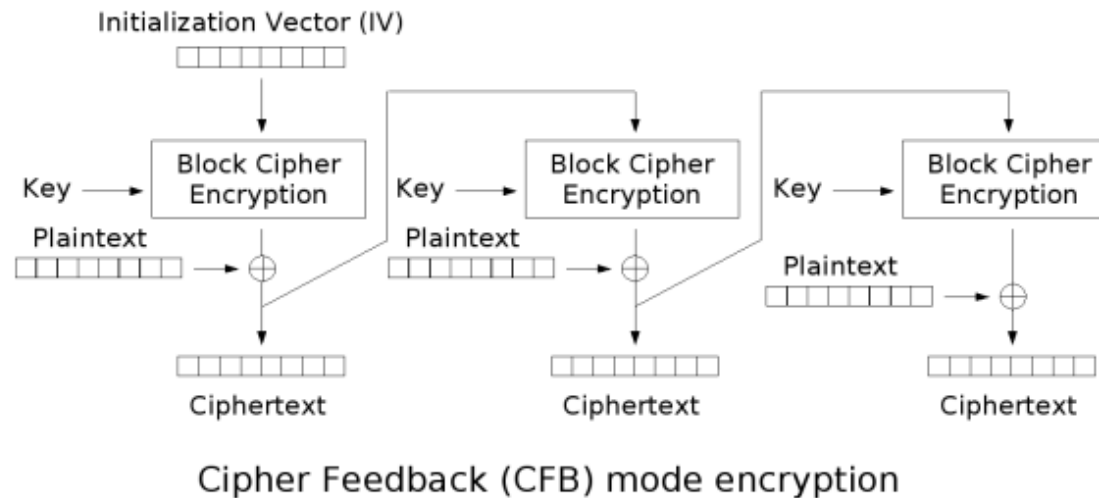 Initialization Vector (IV)
Block Cipher
Encryption
Key
Plaintext
Ciphertext
Block Cipher
Encryption
Key
Plaintext
Ciphertext
Block Cipher
Encryption
Key
Plaintext
Ciphertext
Cipher Feedback (CFB) mode encryption